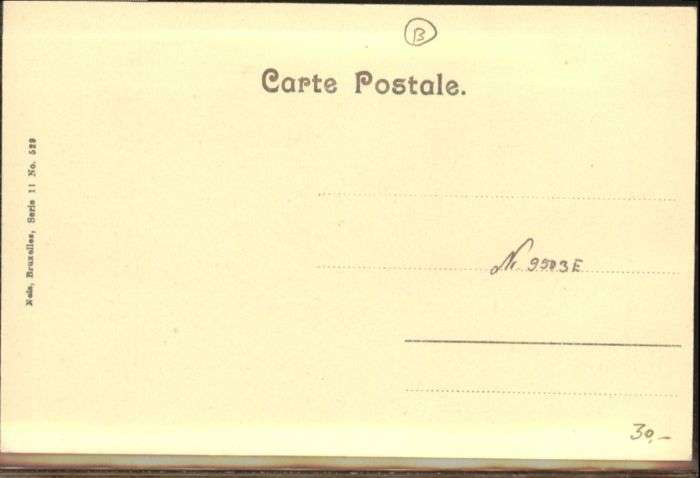 B
Carte Postale.
Nels, Bruxelles, Serie 11 No. 529
Nr 9503E
30,-